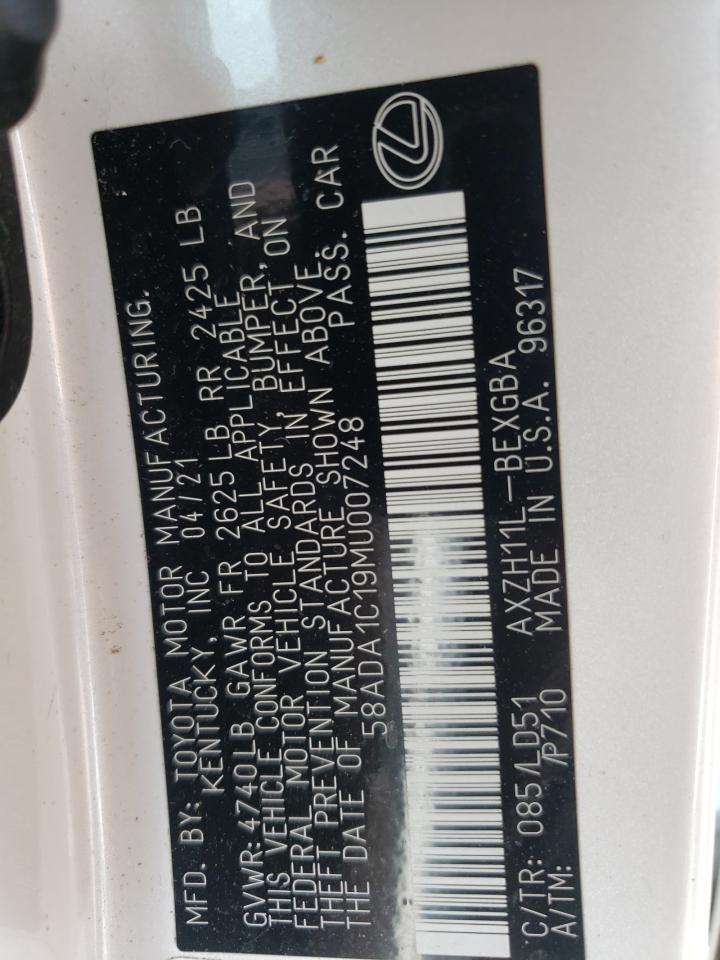 MFD. BY: TOYOTA MOTOR MANUFACTURING.
KENTUCKY, INC 04/21
GVWR: 4740LB GAWR FR 2625 LB RR 2425 LB
THIS VEHICLE CONFORMS TO ALL APPLICABLE
FEDERAL MOTOR VEHICLE SAFETY, BUMPER, AND
THEFT PREVENTION STANDARDS IN EFFECT ON
THE DATE OF MANUFACTURE SHOWN ABOVE.
58ADA1C19MU007248 PASS. CAR
C/TR: 085/LD51 AXZH11L-BEXGBA
A/TM: /P710 MADE IN U.S.A. 96317